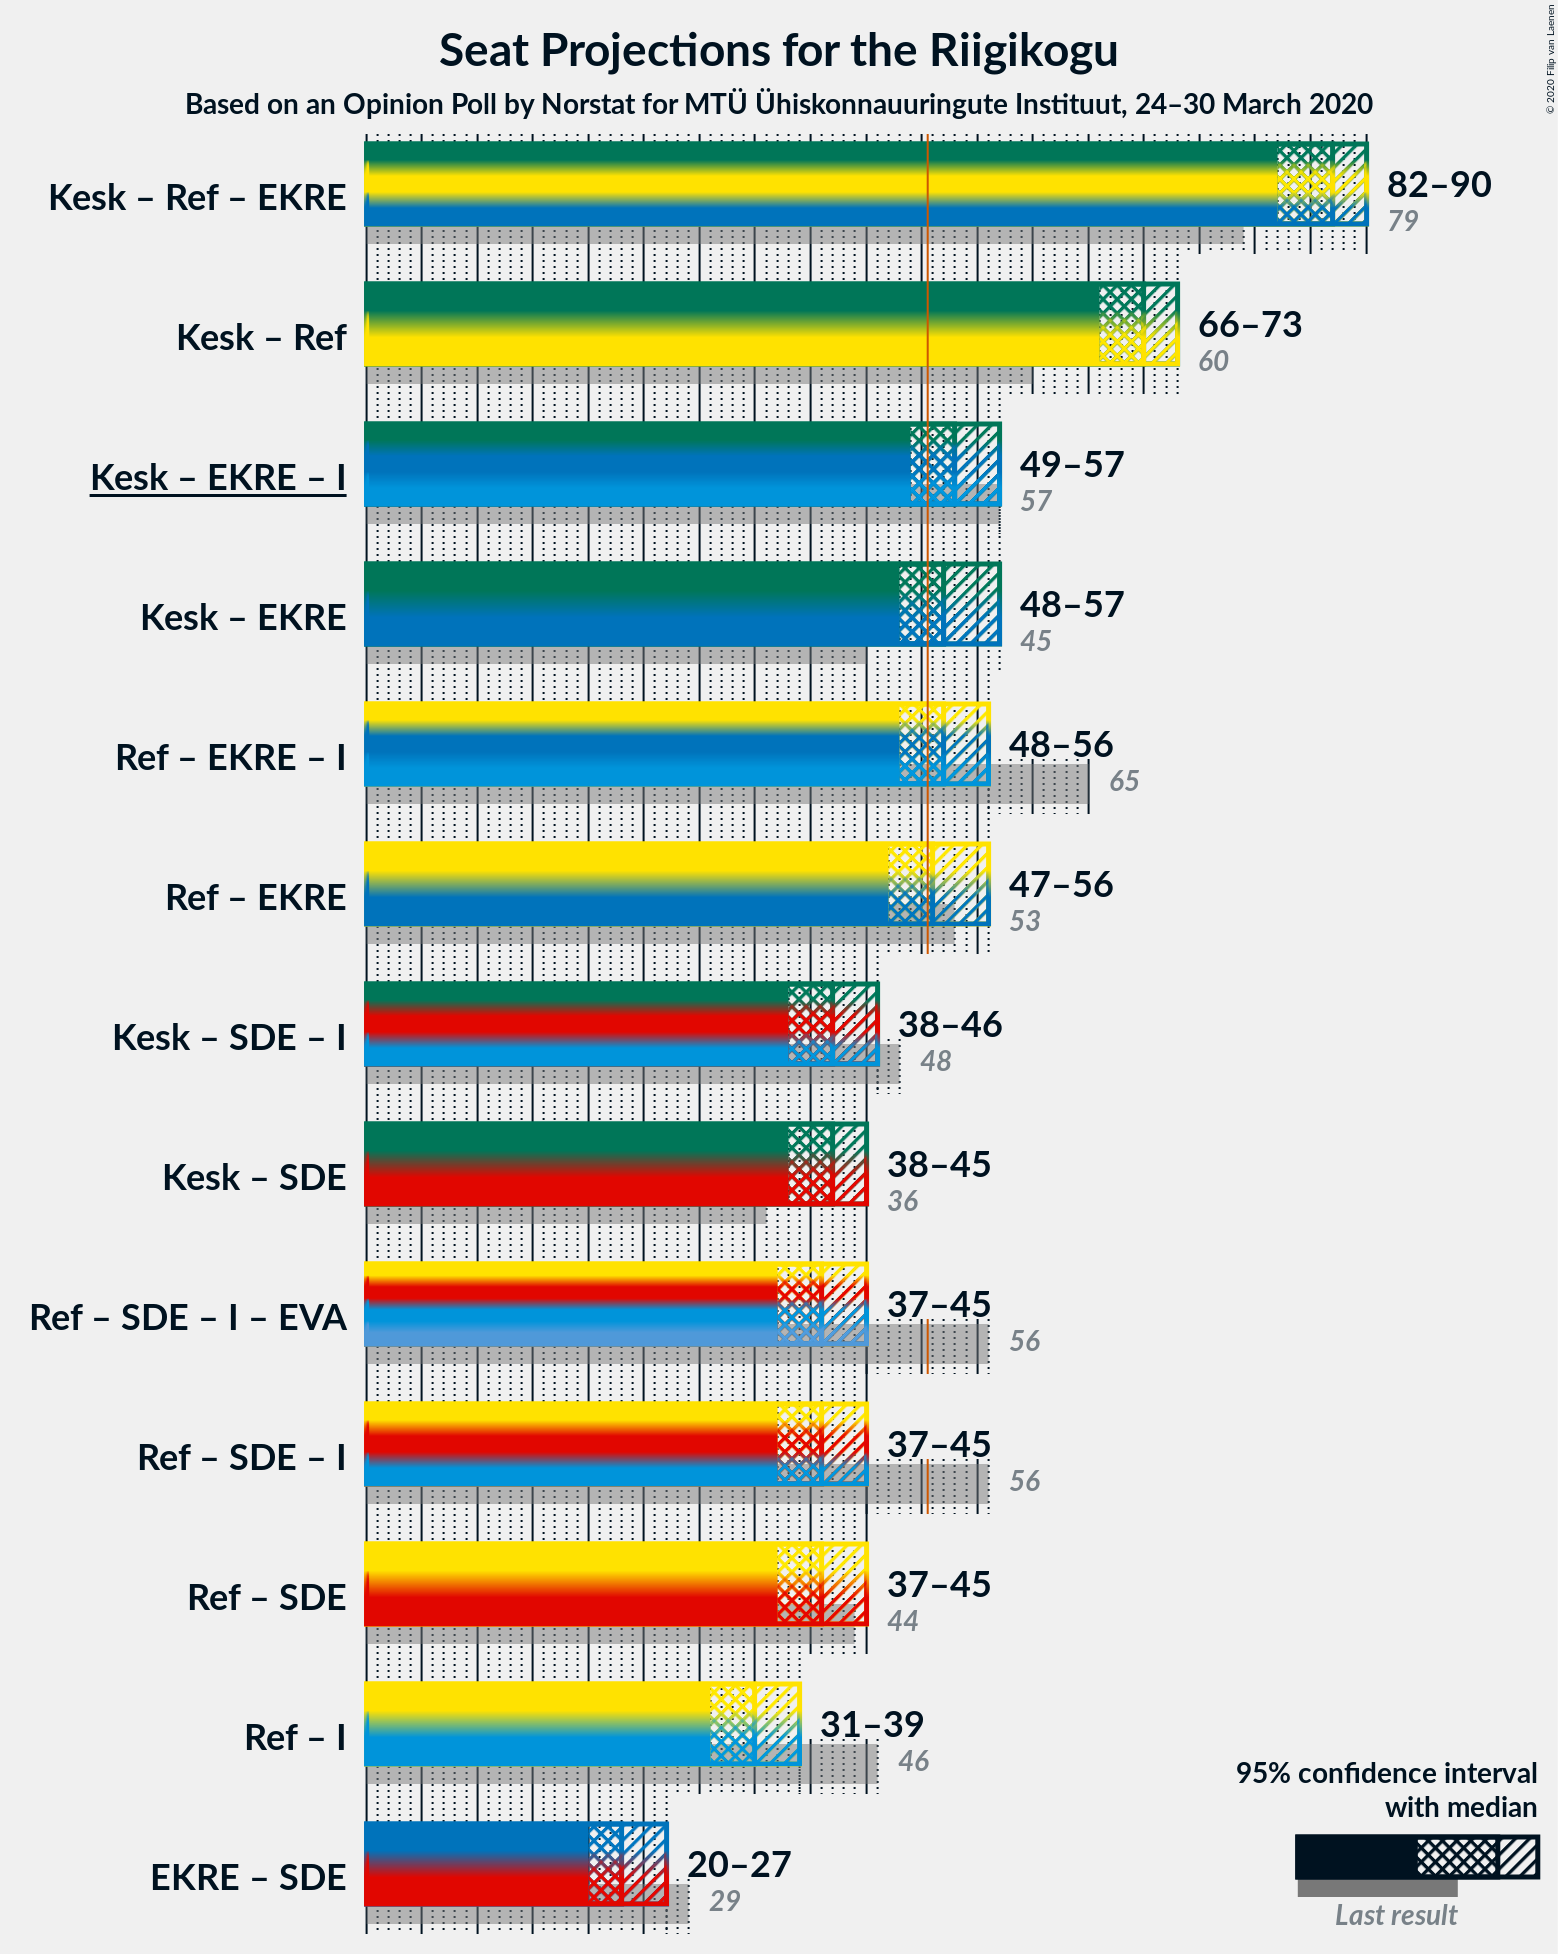 Seat Projections for the Riigikogu
Based on an Opinion Poll by Norstat for MTÜ Ühiskonnauuringute Instituut, 24–30 March 2020
© 2020 Filip van Laenen
Kesk – Ref – EKRE
82–90
79
Kesk – Ref
66–73
60
Kesk – EKRE – I
49–57
57
Kesk – EKRE
48–57
45
Ref – EKRE – I
48–56
65
Ref – EKRE
47–56
53
Kesk – SDE – I
38–46
48
Kesk – SDE
38–45
36
Ref – SDE – I – EVA
37–45
56
Ref – SDE – I
37–45
56
Ref – SDE
37–45
44
Ref – I
31–39
46
EKRE – SDE
20–27
29
95% confidence interval
with median
Last result